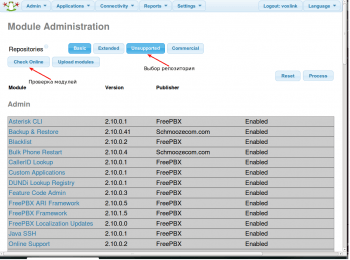 Admin Applications Connectivity Reports Settings Logout: vonlink Language
Module Administration
Repositories Basic Extended Unsupported Commercial
Check Online Upload modules Выбор репозитория
Проверка модулей Reset Process
Module Version Publisher
Admin
Asterisk CLI 2.10.0.1 FreePBX Enabled
Backup & Restore 2.10.0.41 Schmoozecom.com Enabled
Blacklist 2.10.0.2 FreePBX Enabled
Bulk Phone Restart 2.10.0.4 Schmoozecom.com Enabled
CallerID Lookup 2.10.0.1 FreePBX Enabled
Custom Applications 2.10.0.1 FreePBX Enabled
DUNDi Lookup Registry 2.10.0.1 FreePBX Enabled
Feature Code Admin 2.10.0.3 FreePBX Enabled
FreePBX ARI Framework 2.10.0.5 FreePBX Enabled
FreePBX Framework 2.10.1.5 FreePBX Enabled
FreePBX Localization Updates 2.10.0.0 FreePBX Enabled
Java SSH 2.10.0.1 FreePBX Enabled
Online Support 2.10.0.2 FreePBX Enabled